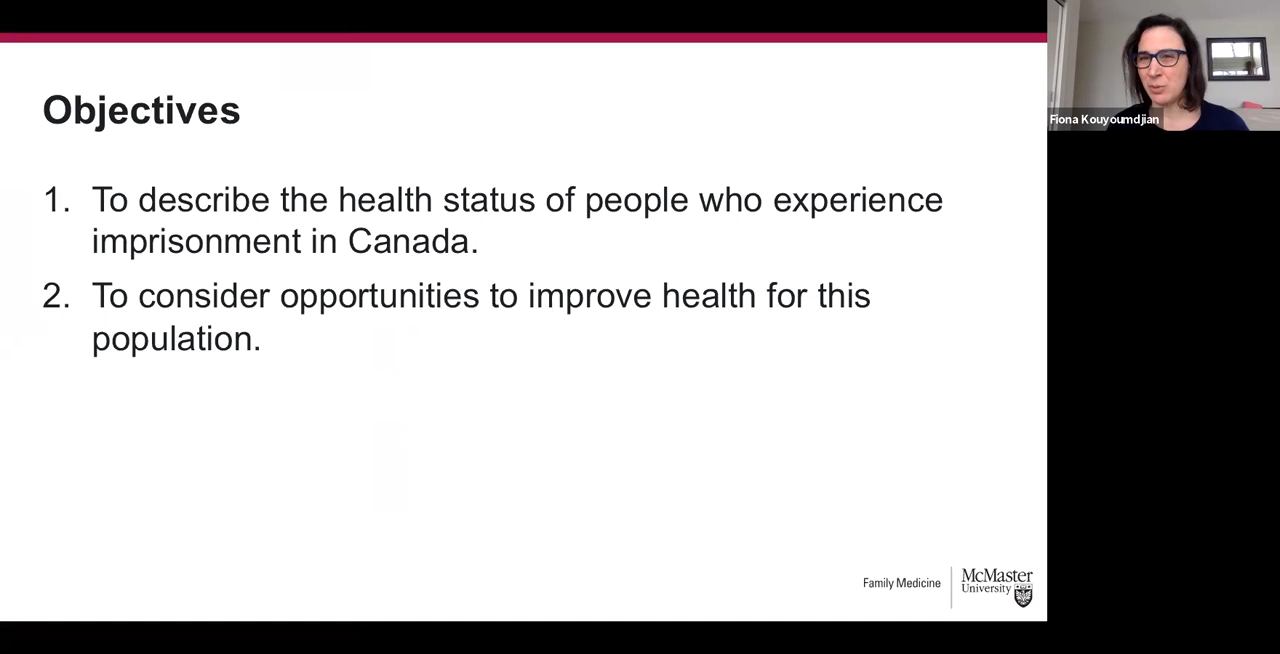 Objectives
1. To describe the health status of people who experience
imprisonment in Canada.
2. To consider opportunities to improve health for this
population.
Fiona Kouyoumdjian
Family Medicine
McMaster
University